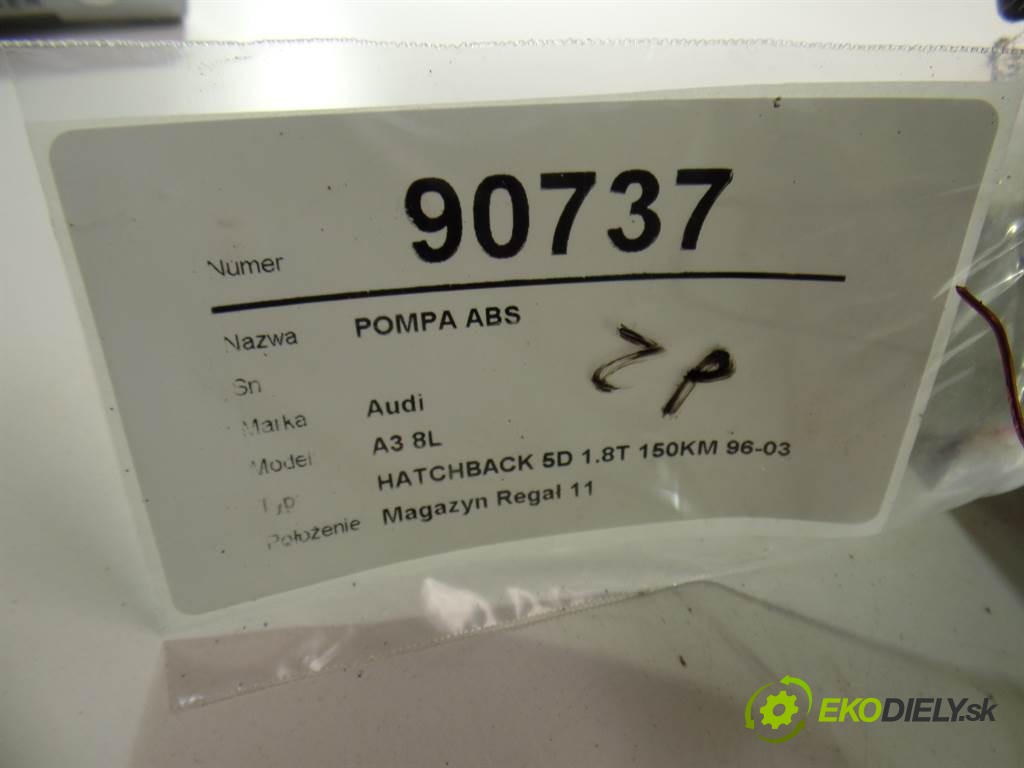 Numer 90737
Nazwa POMPA ABS
Sn
Marka Audi
Model A3 8L
Typ HATCHBACK 5D 1.8T 150KM 96-03
Położenie Magazyn Regał 11
ZP
EKODIELY.sk